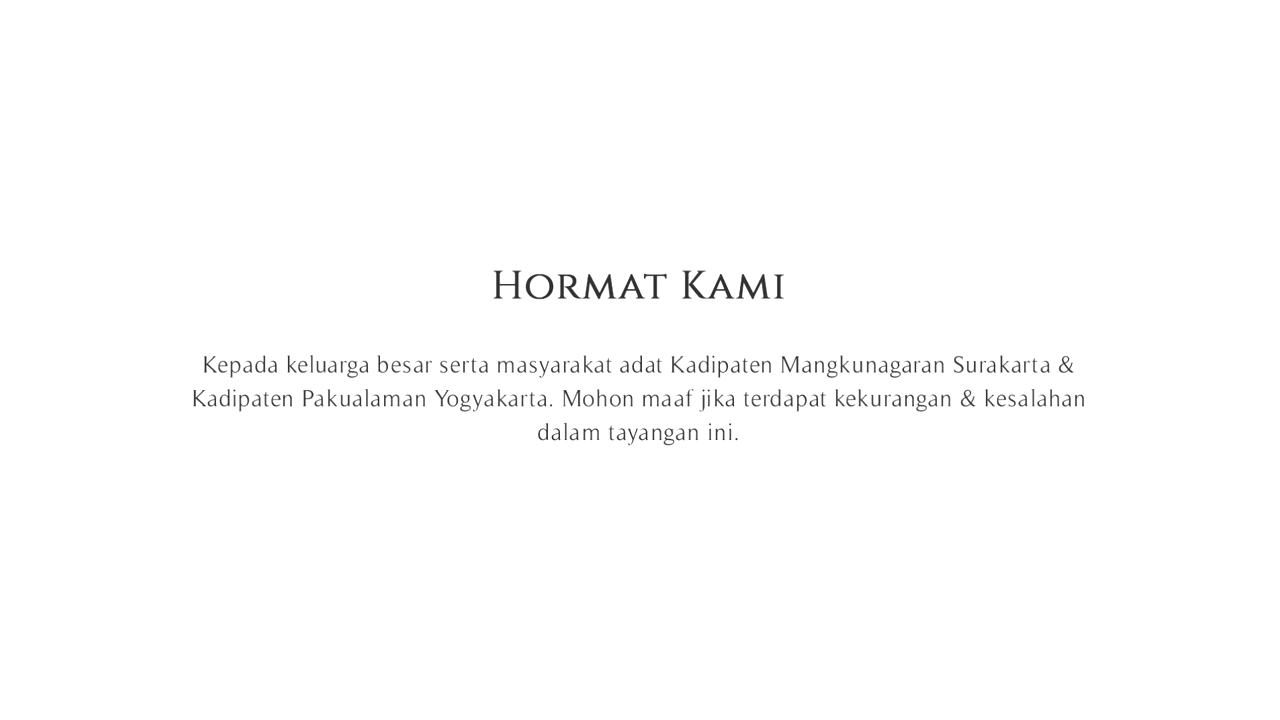 Hormat Kami
Kepada keluarga besar serta masyarakat adat Kadipaten Mangkunagaran Surakarta &
Kadipaten Pakualaman Yogyakarta. Mohon maaf jika terdapat kekurangan & kesalahan
dalam tayangan ini.